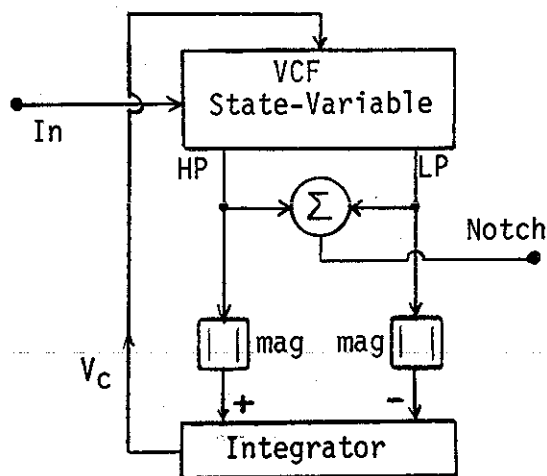 VCF
State-Variable
In
HP
LP
Σ
Notch
| | mag
mag | |
Vc
+
-
Integrator